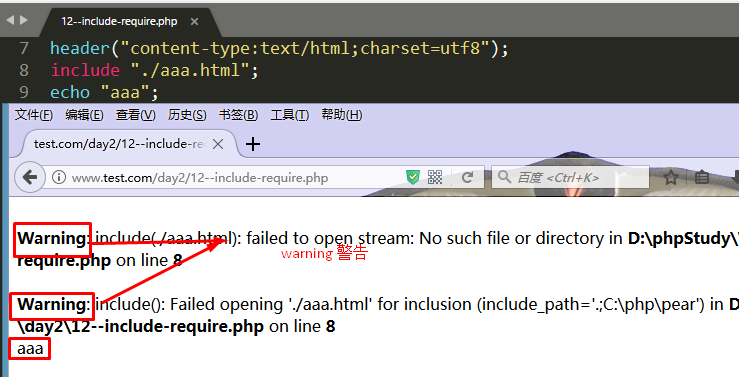 12--include-require.php ×
7 header("content-type:text/html;charset=utf8");
8 include "./aaa.html";
9 echo "aaa";
文件(F) 编辑(E) 查看(V) 历史(S) 书签(B) 工具(T) 帮助(H)
test.com/day2/12--include-re
www.test.com/day2/12--include-require.php 百度 <Ctrl+K>
Warning: include(./aaa.html): failed to open stream: No such file or directory in D:\phpStudy\
warning 警告
require.php on line 8
Warning: include(): Failed opening './aaa.html' for inclusion (include_path='.;C:\php\pear') in D
\day2\12--include-require.php on line 8
aaa